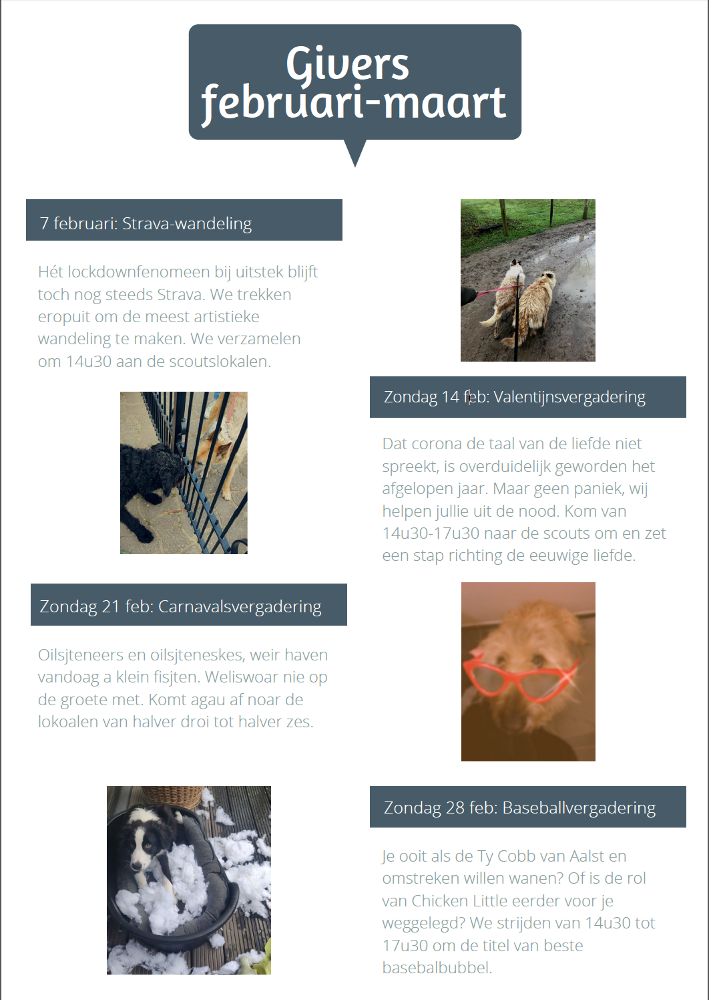 Givers
februari-maart
7 februari: Strava-wandeling
Hét lockdownfenomeen bij uitstek blijft
toch nog steeds Strava. We trekken
eropuit om de meest artistieke
wandeling te maken. We verzamelen
om 14u30 aan de scoutslokalen.
Zondag 14 feb: Valentijnsvergadering
Dat corona de taal van de liefde niet
spreekt, is overduidelijk geworden het
afgelopen jaar. Maar geen paniek, wij
helpen jullie uit de nood. Kom van
14u30-17u30 naar de scouts om en zet
een stap richting de eeuwige liefde.
Zondag 21 feb: Carnavalsvergadering
Oilsjteneers en oilsjteneskes, weir haven
vandoag a klein fisjten. Weliswoar nie op
de groete met. Komt agau af noar de
lokoalen van halver droi tot halver zes.
Zondag 28 feb: Baseballvergadering
Je ooit als de Ty Cobb van Aalst en
omstreken willen wanen? Of is de rol
van Chicken Little eerder voor je
weggelegd? We strijden van 14u30 tot
17u30 om de titel van beste
basebalbubbel.